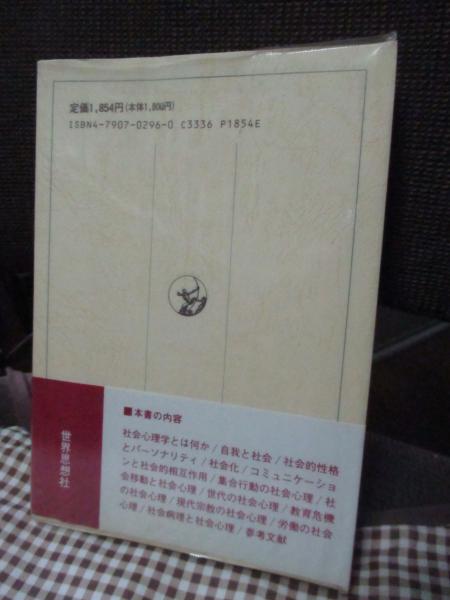 定価1,854円(本体1,800円)
ISBN4-7907-0296-0 C3336 P1854E
世界思想社
■本書の内容
社会心理学とは何か/自我と社会/社会的性格
とパーソナリティ/社会化/コミュニケーショ
ンと社会的相互作用/集合行動の社会心理/社
会移動と社会心理/世代の社会心理/教育危機
の社会心理/現代宗教の社会心理/労働の社会
心理/社会病理と社会心理/参考文献